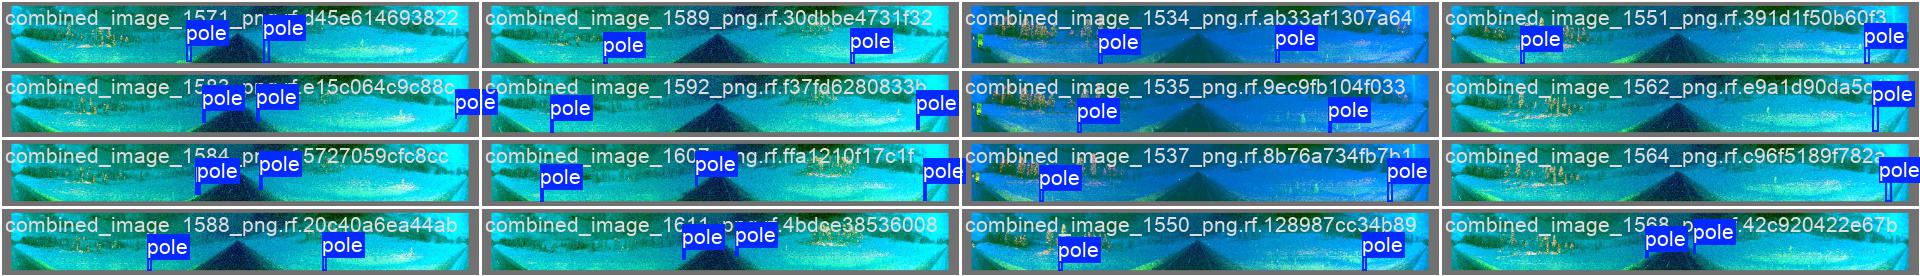 combined_image_1571_png.rf.d45e614693822
pole pole
combined_image_1589_png.rf.30dbbe4731f32
pole pole
combined_image_1534_png.rf.ab33af1307a64
pole pole
combined_image_1551_png.rf.391d1f50b60f3
pole pole
pole pole pole
combined_image_1592_png.rf.f37fd6280833b
pole pole
combined_image_1535_png.rf.9ec9fb104f033
pole pole
combined_image_1562_png.rf.e9a1d90da5c
pole
combined_image_1584
pole pole
pole pole pole
combined_image_1537_png.rf.8b76a734fb7b1
pole pole
combined_image_1564_png.rf.c96f5189f782a
pole
combined_image_1588_png.rf.20c40a6ea44ab
pole pole
combined_image_1611
pole pole
combined_image_1550_png.rf.128987cc34b89
pole pole
combined_image_1568
pole pole